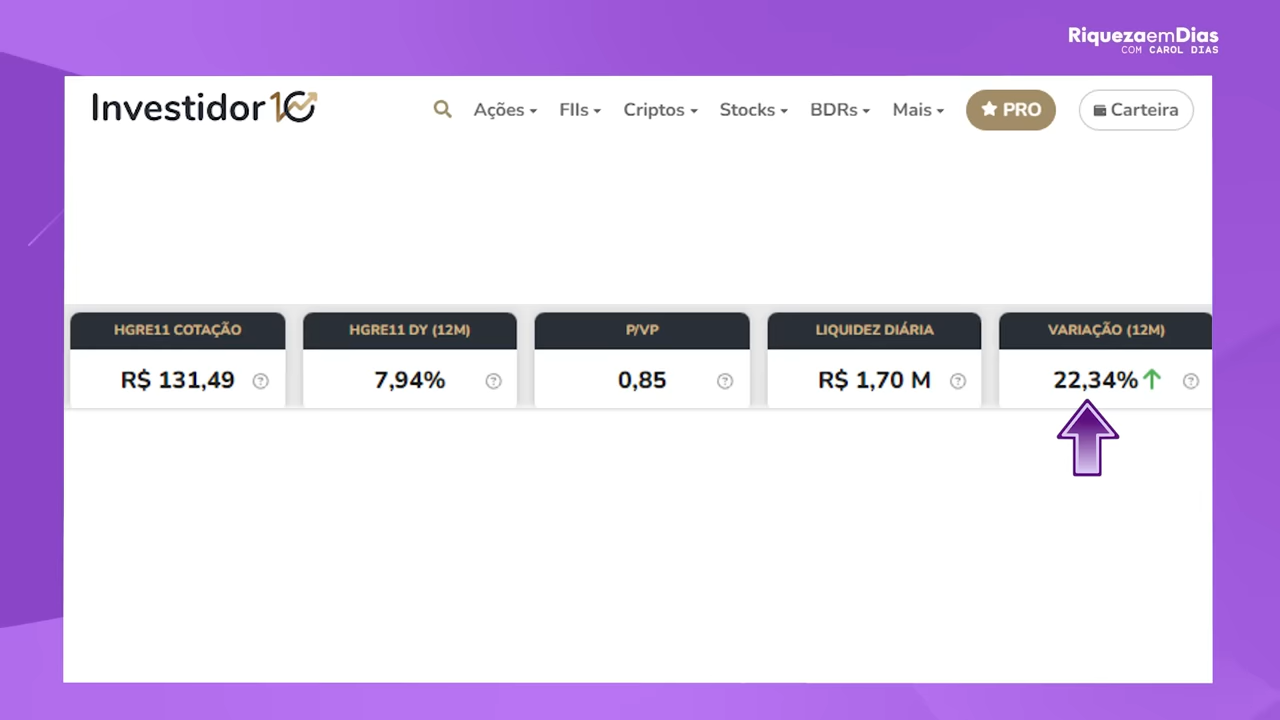 RiquezaemDias
COM CAROL DIAS
Investidor10
Ações FIIs Criptos Stocks BDRs Mais PRO Carteira
HGRE11 COTAÇÃO HGRE11 DY (12M) P/VP LIQUIDEZ DIÁRIA VARIAÇÃO (12M)
R$ 131,49 ? 7,94% ? 0,85 ? R$ 1,70 M ? 22,34% ?